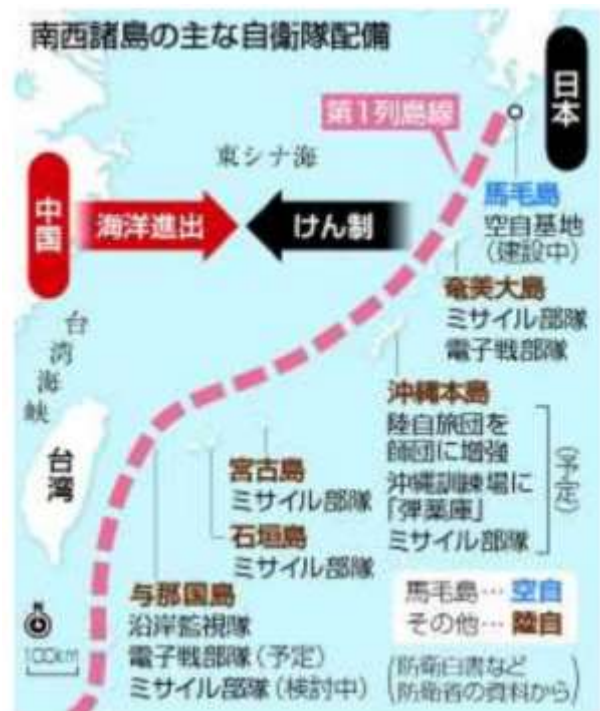 南西諸島の主な自衛隊配備
日本
第1列島線
東シナ海
中国
海洋進出
けん制
馬毛島
空自基地
(建設中)
奄美大島
ミサイル部隊
電子戦部隊
台湾海峡
台湾
沖縄本島
陸自旅団を
師団に増強
沖縄訓練場に
「弾薬庫」
ミサイル部隊
(予定)
宮古島
ミサイル部隊
石垣島
ミサイル部隊
与那国島
沿岸監視隊
電子戦部隊(予定)
ミサイル部隊(検討中)
馬毛島…空自
その他…陸自
(防衛白書など
防衛省の資料から)
N
100km